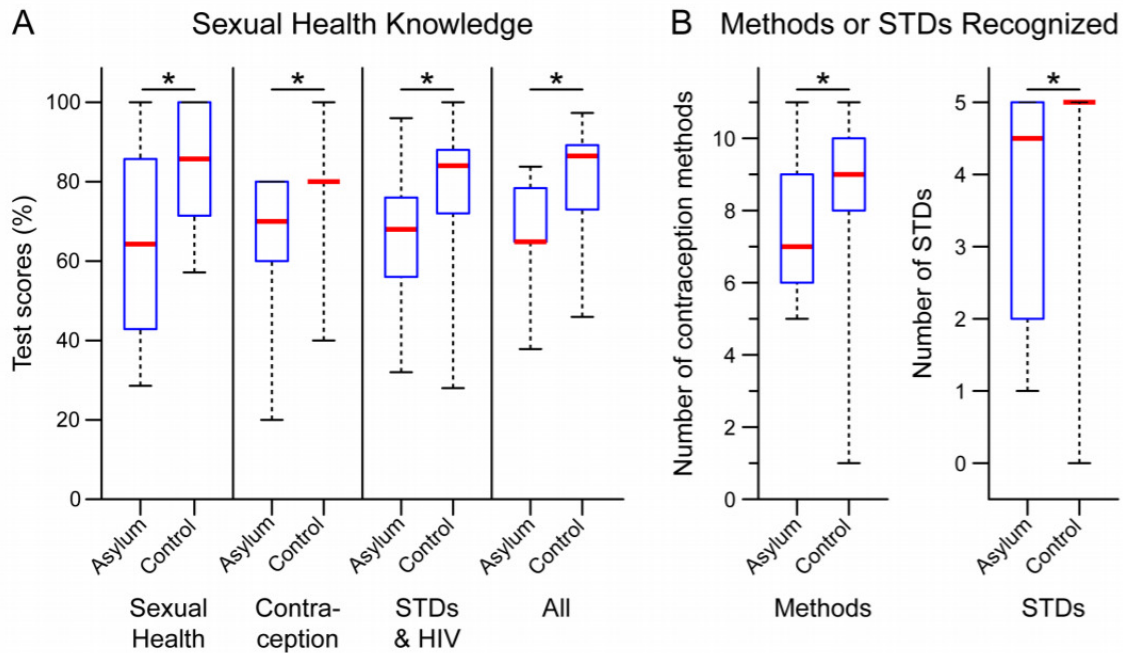 A Sexual Health Knowledge
B Methods or STDs Recognized
* * * * * *
100
80
60
40
20
0
Test scores (%)
Asylum Control Asylum Control Asylum Control Asylum Control
Sexual Health
Contra-ception
STDs & HIV
All
10
8
6
4
2
0
Number of contraception methods
Asylum Control
Methods
5
4
3
2
1
0
Number of STDs
Asylum Control
STDs